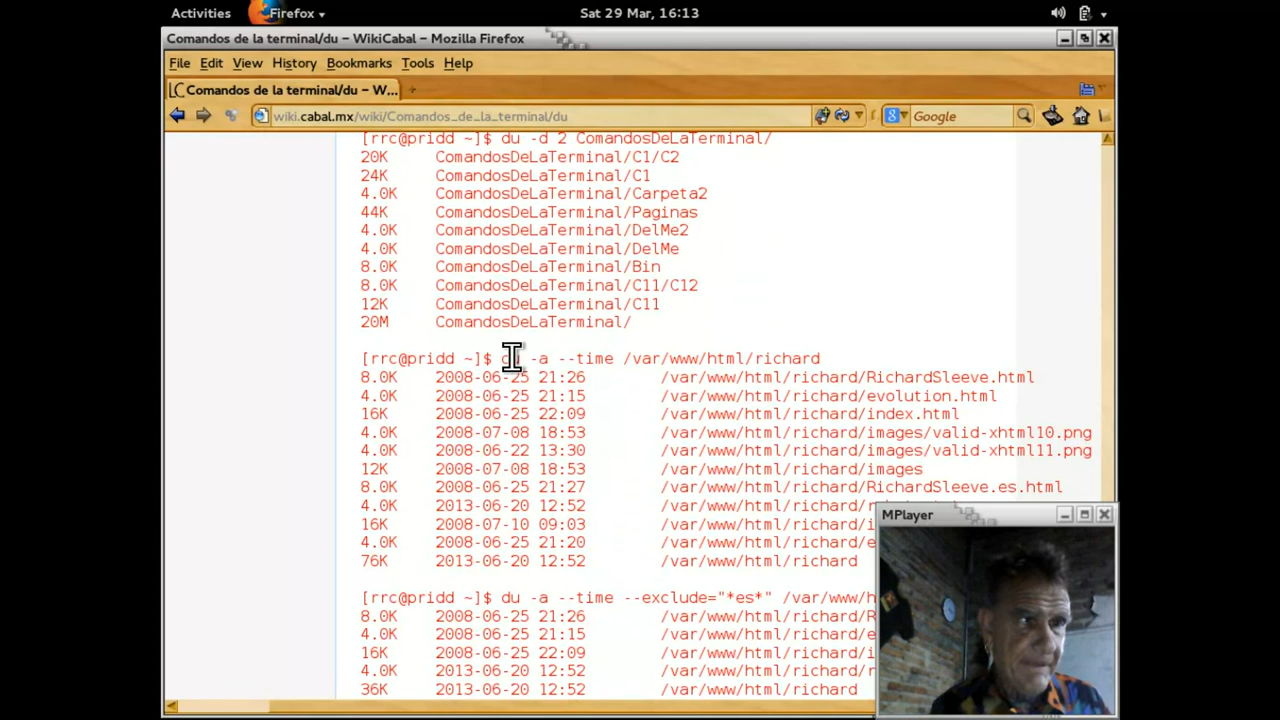 Activities Firefox Sat 29 Mar, 16:13
Comandos de la terminal/du – WikiCabal – Mozilla Firefox
File Edit View History Bookmarks Tools Help
Comandos de la terminal/du – W...
wiki.cabal.mx/wiki/Comandos_de_la_terminal/du Google
[rrc@pridd ~]$ du -d 2 ComandosDeLaTerminal/
20K ComandosDeLaTerminal/C1/C2
24K ComandosDeLaTerminal/C1
4.0K ComandosDeLaTerminal/Carpeta2
44K ComandosDeLaTerminal/Paginas
4.0K ComandosDeLaTerminal/DelMe2
4.0K ComandosDeLaTerminal/DelMe
8.0K ComandosDeLaTerminal/Bin
8.0K ComandosDeLaTerminal/C11/C12
12K ComandosDeLaTerminal/C11
20M ComandosDeLaTerminal/
[rrc@pridd ~]$ du -a --time /var/www/html/richard
8.0K 2008-06-25 21:26 /var/www/html/richard/RichardSleeve.html
4.0K 2008-06-25 21:15 /var/www/html/richard/evolution.html
16K 2008-06-25 22:09 /var/www/html/richard/index.html
4.0K 2008-07-08 18:53 /var/www/html/richard/images/valid-xhtml10.png
4.0K 2008-06-22 13:30 /var/www/html/richard/images/valid-xhtml11.png
12K 2008-07-08 18:53 /var/www/html/richard/images
8.0K 2008-06-25 21:27 /var/www/html/richard/RichardSleeve.es.html
4.0K 2013-06-20 12:52 /var/www/html/richard/r
16K 2008-07-10 09:03 /var/www/html/richard/i
4.0K 2008-06-25 21:20 /var/www/html/richard/e
76K 2013-06-20 12:52 /var/www/html/richard
[rrc@pridd ~]$ du -a --time --exclude="*es*" /var/www/h
8.0K 2008-06-25 21:26 /var/www/html/richard/R
4.0K 2008-06-25 21:15 /var/www/html/richard/e
16K 2008-06-25 22:09 /var/www/html/richard/i
4.0K 2013-06-20 12:52 /var/www/html/richard/r
36K 2013-06-20 12:52 /var/www/html/richard
MPlayer